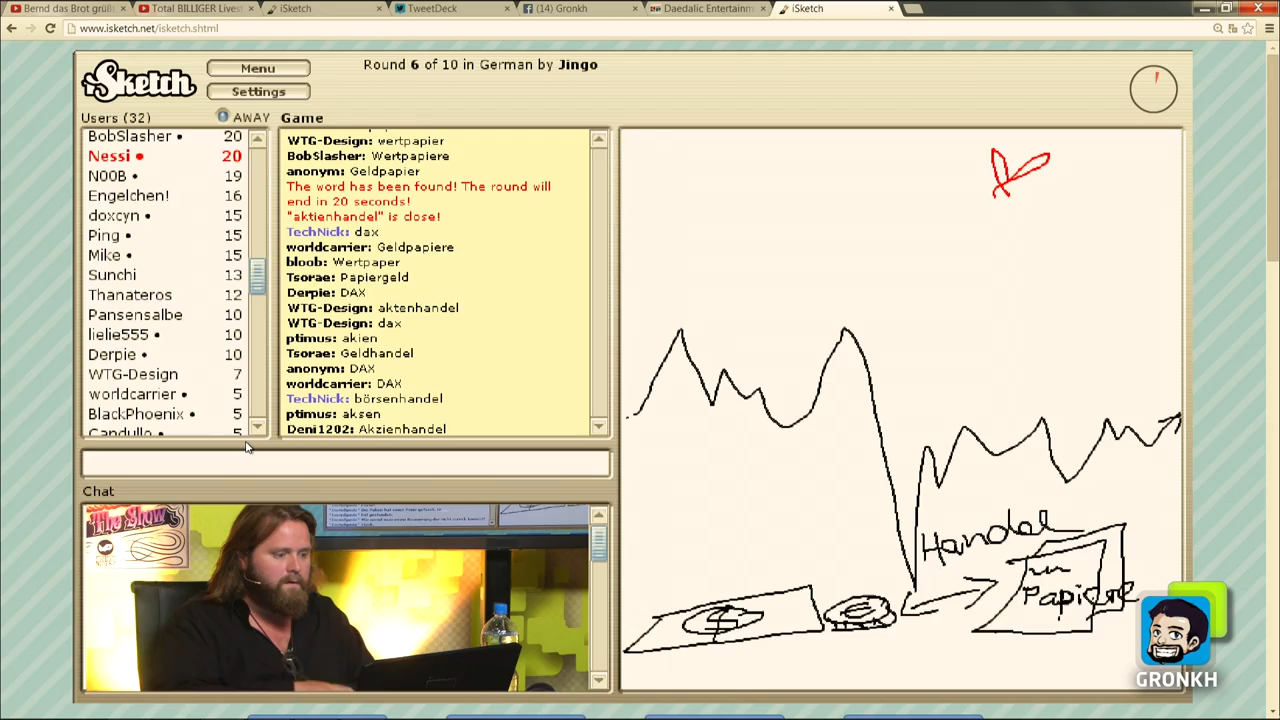 Bernd das Brot grüß
Total BILLIGER Lives
iSketch
TweetDeck
(14) Gronkh
Daedalic Entertainm
iSketch
www.isketch.net/isketch.shtml
iSketch
Menu
Settings
Round 6 of 10 in German by Jingo
Users (32)
AWAY
Game
BobSlasher • 20
Nessi • 20
N00B • 19
Engelchen! 16
doxcyn • 15
Ping • 15
Mike • 15
Sunchi 13
Thanateros 12
Pansensalbe 10
lielie555 • 10
Derpie • 10
WTG-Design 7
worldcarrier • 5
BlackPhoenix • 5
Candullo • 5
WTG-Design: wertpapier
BobSlasher: Wertpapiere
anonym: Geldpapier
The word has been found! The round will
end in 20 seconds!
"aktienhandel" is close!
TechNick: dax
worldcarrier: Geldpapiere
bloob: Wertpaper
Tsorae: Papiergeld
Derpie: DAX
WTG-Design: aktenhandel
WTG-Design: dax
ptimus: akien
Tsorae: Geldhandel
anonym: DAX
worldcarrier: DAX
TechNick: börsenhandel
ptimus: aksen
Deni1202: Akzienhandel
Chat
The Show
Handel
Papiere
$
€
GRONKH